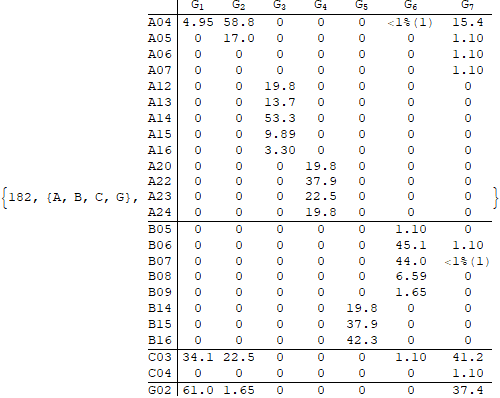 G1 G2 G3 G4 G5 G6 G7
A04 4.95 58.8 0 0 0 <1%(1) 15.4
A05 0 17.0 0 0 0 0 1.10
A06 0 0 0 0 0 0 1.10
A07 0 0 0 0 0 0 1.10
A12 0 0 19.8 0 0 0 0
A13 0 0 13.7 0 0 0 0
A14 0 0 53.3 0 0 0 0
A15 0 0 9.89 0 0 0 0
A16 0 0 3.30 0 0 0 0
A20 0 0 0 19.8 0 0 0
A22 0 0 0 37.9 0 0 0
{182, {A, B, C, G}, A23 0 0 0 22.5 0 0 0 }
A24 0 0 0 19.8 0 0 0
B05 0 0 0 0 0 1.10 0
B06 0 0 0 0 0 45.1 1.10
B07 0 0 0 0 0 44.0 <1%(1)
B08 0 0 0 0 0 6.59 0
B09 0 0 0 0 0 1.65 0
B14 0 0 0 0 19.8 0 0
B15 0 0 0 0 37.9 0 0
B16 0 0 0 0 42.3 0 0
C03 34.1 22.5 0 0 0 1.10 41.2
C04 0 0 0 0 0 0 1.10
G02 61.0 1.65 0 0 0 0 37.4